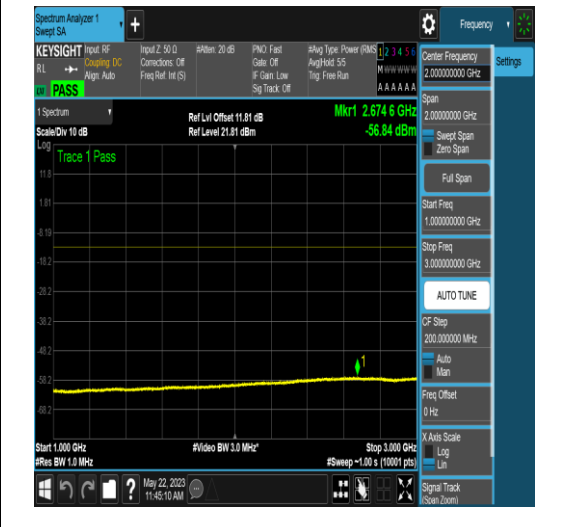 Spectrum Analyzer 1
Swept SA
Frequency
KEYSIGHT
RL
PASS
Input: RF
Coupling: DC
Align: Auto
Input Z: 50 Ω
Corrections: Off
Freq Ref: Int (S)
#Atten: 20 dB
PNO: Fast
Gate: Off
IF Gain: Low
Sig Track: Off
#Avg Type: Power (RMS
Avg|Hold: 5/5
Trig: Free Run
1 2 3 4 5 6
M W W W W W
A A A A A A
1 Spectrum
Scale/Div 10 dB
Ref Lvl Offset 11.81 dB
Ref Level 21.81 dBm
Mkr1 2.674 6 GHz
-56.84 dBm
Log
Trace 1 Pass
11.8
1.81
-8.19
-18.2
-28.2
-38.2
-48.2
-58.2
-68.2
1
Start 1.000 GHz
#Res BW 1.0 MHz
#Video BW 3.0 MHz*
Stop 3.000 GHz
#Sweep ~1.00 s (10001 pts)
May 22, 2023
11:45:10 AM
Center Frequency
2.000000000 GHz
Settings
Span
2.00000000 GHz
Swept Span
Zero Span
Full Span
Start Freq
1.000000000 GHz
Stop Freq
3.000000000 GHz
AUTO TUNE
CF Step
200.000000 MHz
Auto
Man
Freq Offset
0 Hz
X Axis Scale
Log
Lin
Signal Track
(Span Zoom)